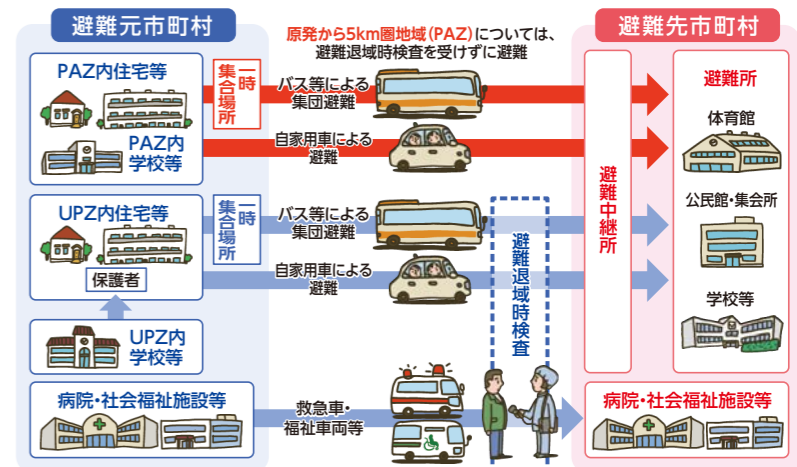 避難元市町村
原発から5km圏地域（PAZ）については、
避難退域時検査を受けずに避難
避難先市町村
PAZ内住宅等
一時
集合場所
バス等による
集団避難
PAZ内
学校等
自家用車による
避難
UPZ内住宅等
一時
集合場所
バス等による
集団避難
保護者
自家用車による
避難
UPZ内
学校等
避難退域時検査
避難中継所
避難所
体育館
公民館・集会所
学校等
病院・社会福祉施設等
救急車・
福祉車両等
病院・社会福祉施設等